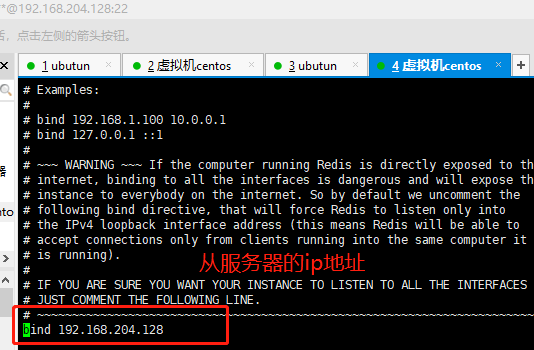 *@192.168.204.128:22
点击左侧的箭头按钮。
1 ubutun
2 虚拟机centos
3 ubutun
4 虚拟机centos
# Examples:
#
# bind 192.168.1.100 10.0.0.1
# bind 127.0.0.1 ::1
#
# ~~~ WARNING ~~~ If the computer running Redis is directly exposed to th
# internet, binding to all the interfaces is dangerous and will expose th
# instance to everybody on the internet. So by default we uncomment the
# following bind directive, that will force Redis to listen only into
# the IPv4 loopback interface address (this means Redis will be able to
# accept connections only from clients running into the same computer it
# is running).
从服务器的ip地址
#
# IF YOU ARE SURE YOU WANT YOUR INSTANCE TO LISTEN TO ALL THE INTERFACES
# JUST COMMENT THE FOLLOWING LINE.
# ~~~~~~~~~~~~~~~~~~~~~~~~~~~~~~~~~~~~~~~~~~~~~~~~~~~~~~~~~~~~~~~~~~~~~~~~
bind 192.168.204.128